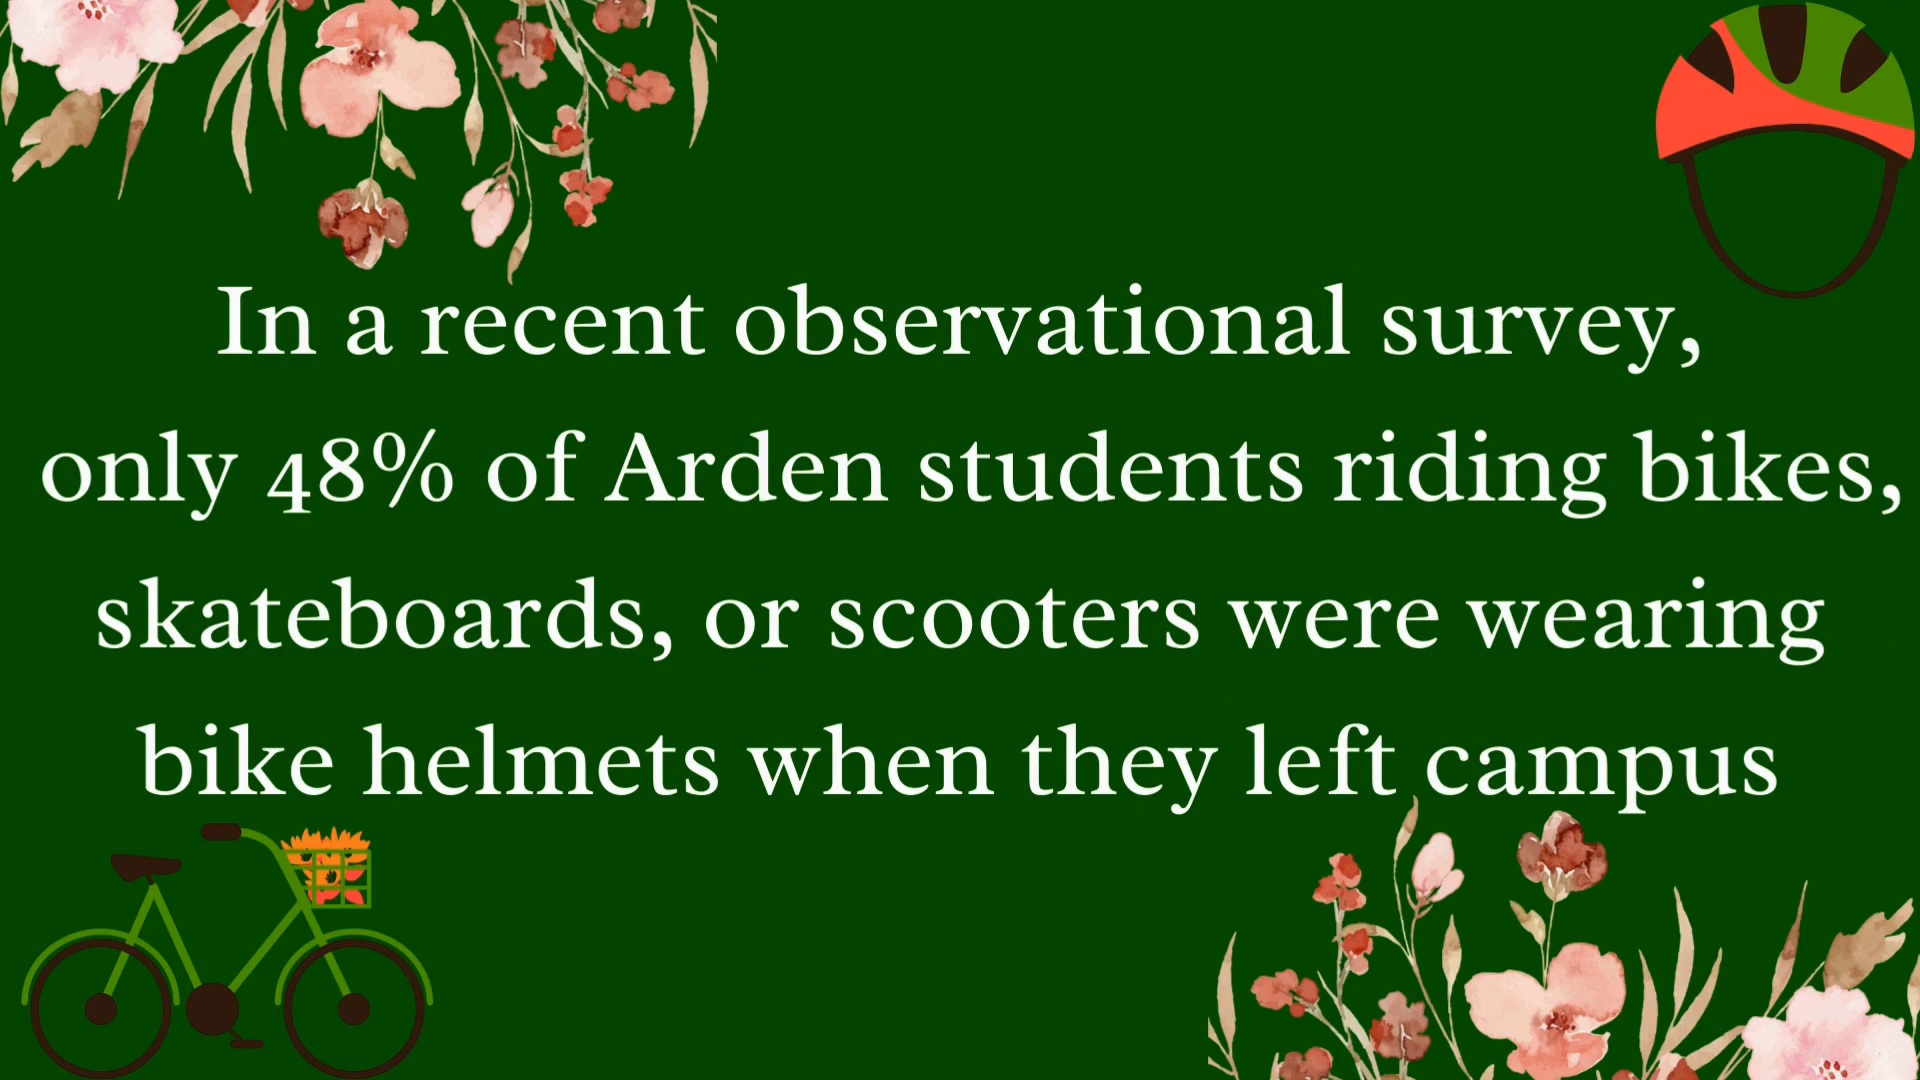 In a recent observational survey,
only 48% of Arden students riding bikes,
skateboards, or scooters were wearing
bike helmets when they left campus